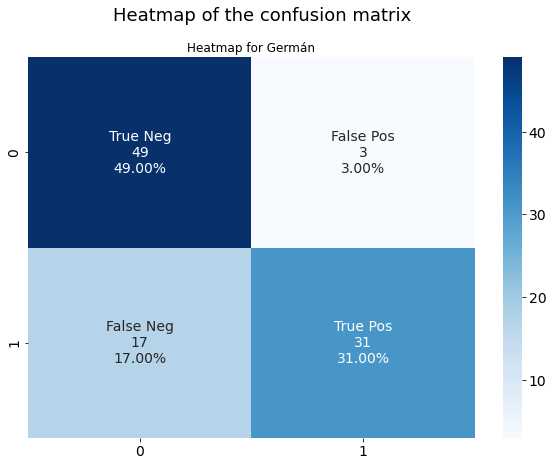 Heatmap of the confusion matrix
Heatmap for Germán
True Neg
49
49.00%
False Pos
3
3.00%
False Neg
17
17.00%
True Pos
31
31.00%
0
1
0
1
40
30
20
10